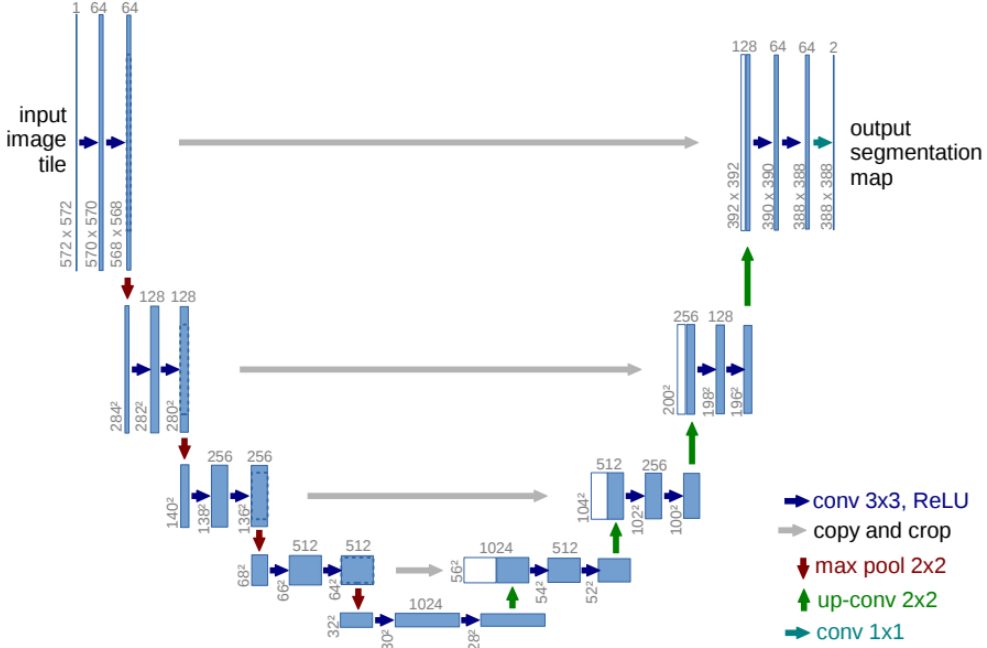 1 64 64
input
image
tile
572 x 572
570 x 570
568 x 568
128 64 64 2
output
segmentation
map
392 x 392
390 x 390
388 x 388
388 x 388
128 128
284²
282²
280²
256 128
200²
198²
196²
256 256
140²
138²
136²
512 256
104²
102²
100²
512 512
68²
66²
64²
1024 512
56²
54²
52²
1024
32²
30²
28²
conv 3x3, ReLU
copy and crop
max pool 2x2
up-conv 2x2
conv 1x1